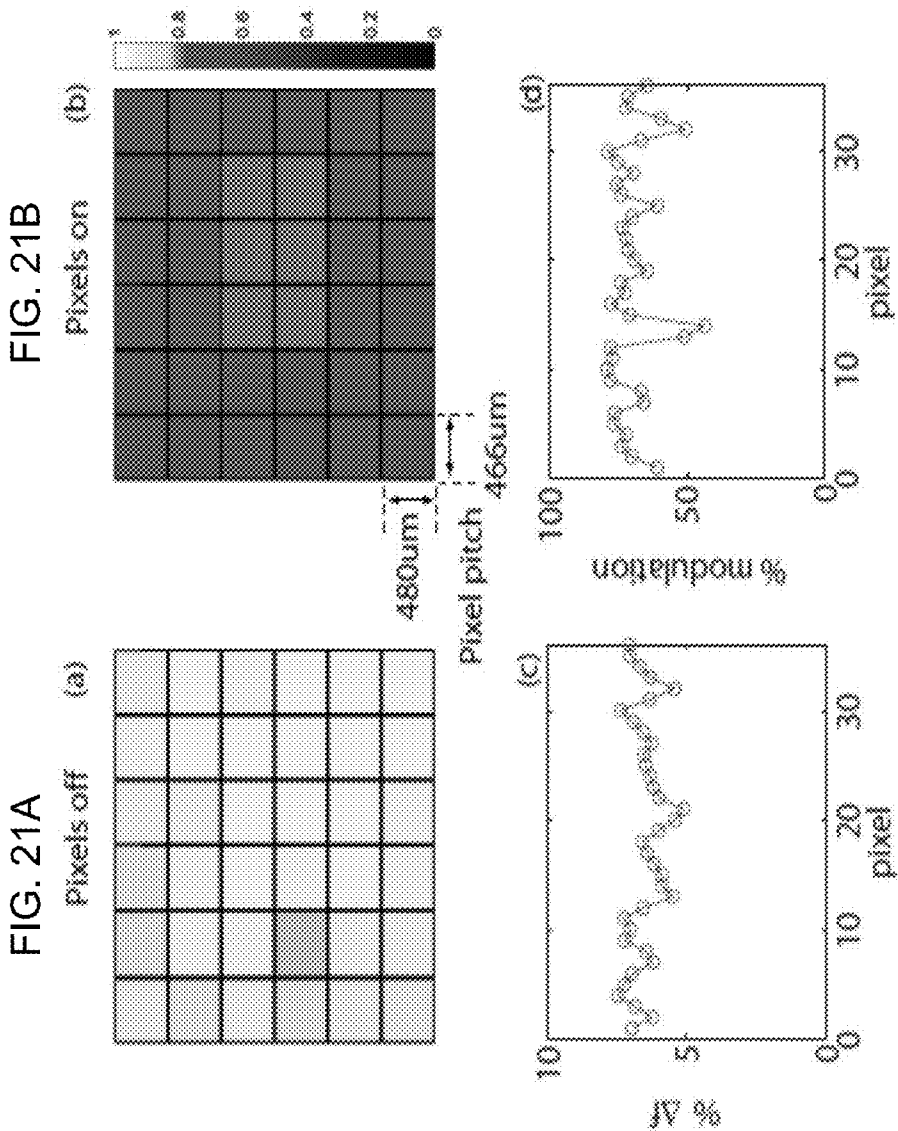 FIG. 21A
Pixels off
(a)
FIG. 21B
Pixels on
(b)
1
0.8
0.6
0.4
0.2
0
480um
466um
Pixel pitch
(c)
10
5
0
% Δf
0
10
20
30
pixel
(d)
100
50
0
% modulation
0
10
20
30
pixel